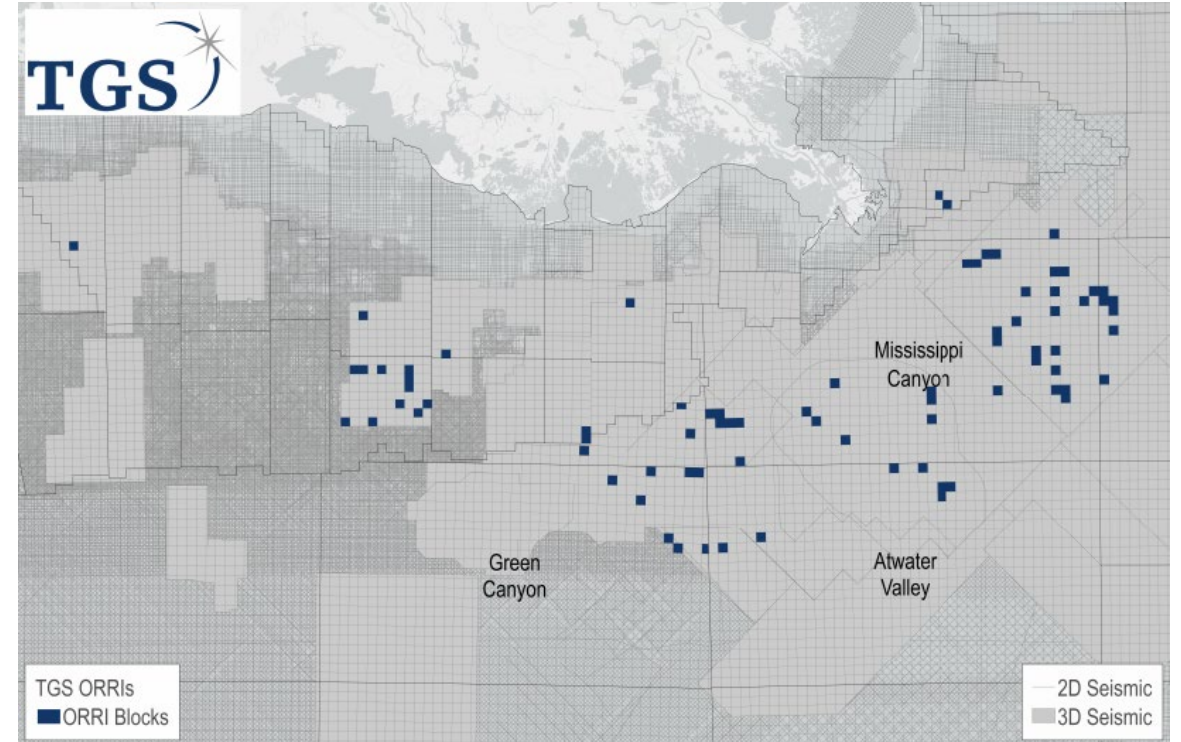 TGS
Mississippi
Canyon
Green
Canyon
Atwater
Valley
TGS ORRIs
ORRI Blocks
2D Seismic
3D Seismic